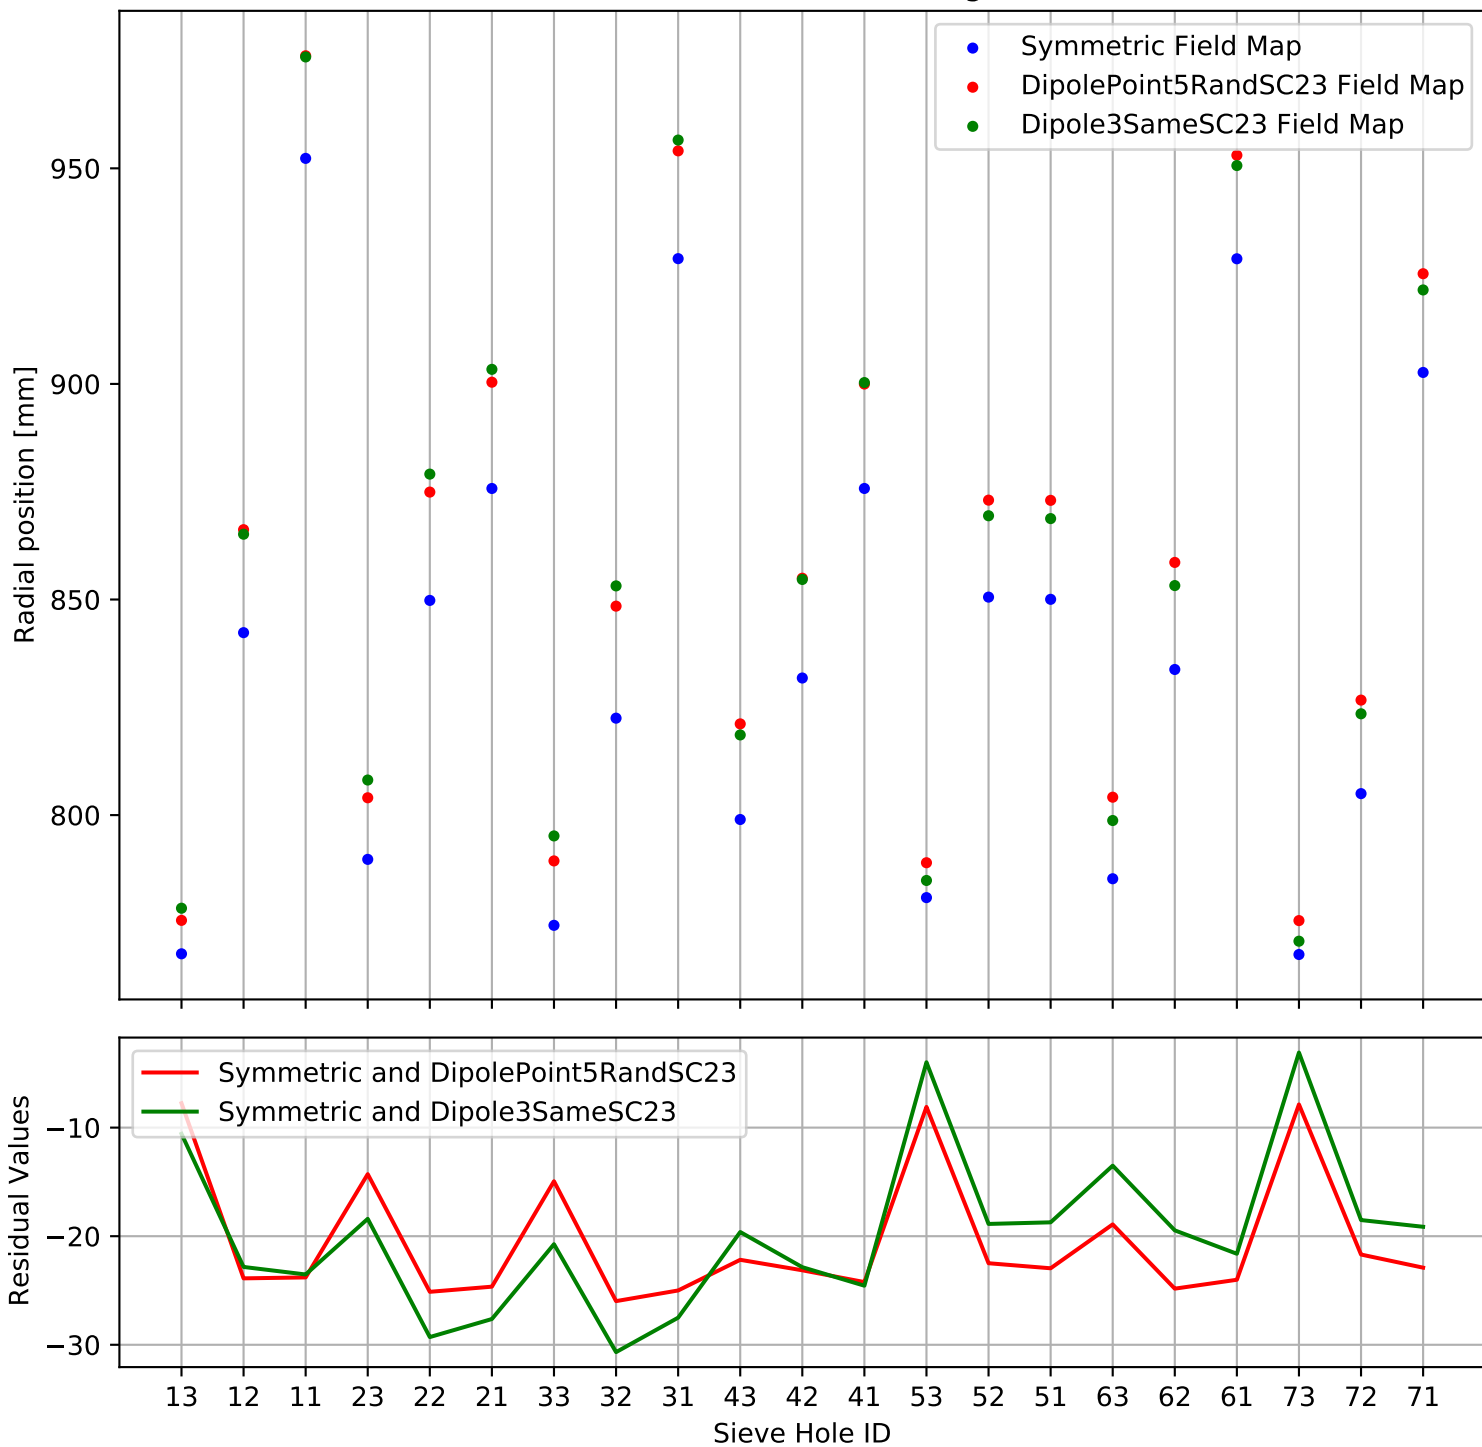 Symmetric Field Map
DipolePoint5RandSC23 Field Map
Dipole3SameSC23 Field Map
950
900
850
800
Radial position [mm]
Symmetric and DipolePoint5RandSC23
Symmetric and Dipole3SameSC23
−10
−20
−30
Residual Values
13 12 11 23 22 21 33 32 31 43 42 41 53 52 51 63 62 61 73 72 71
Sieve Hole ID